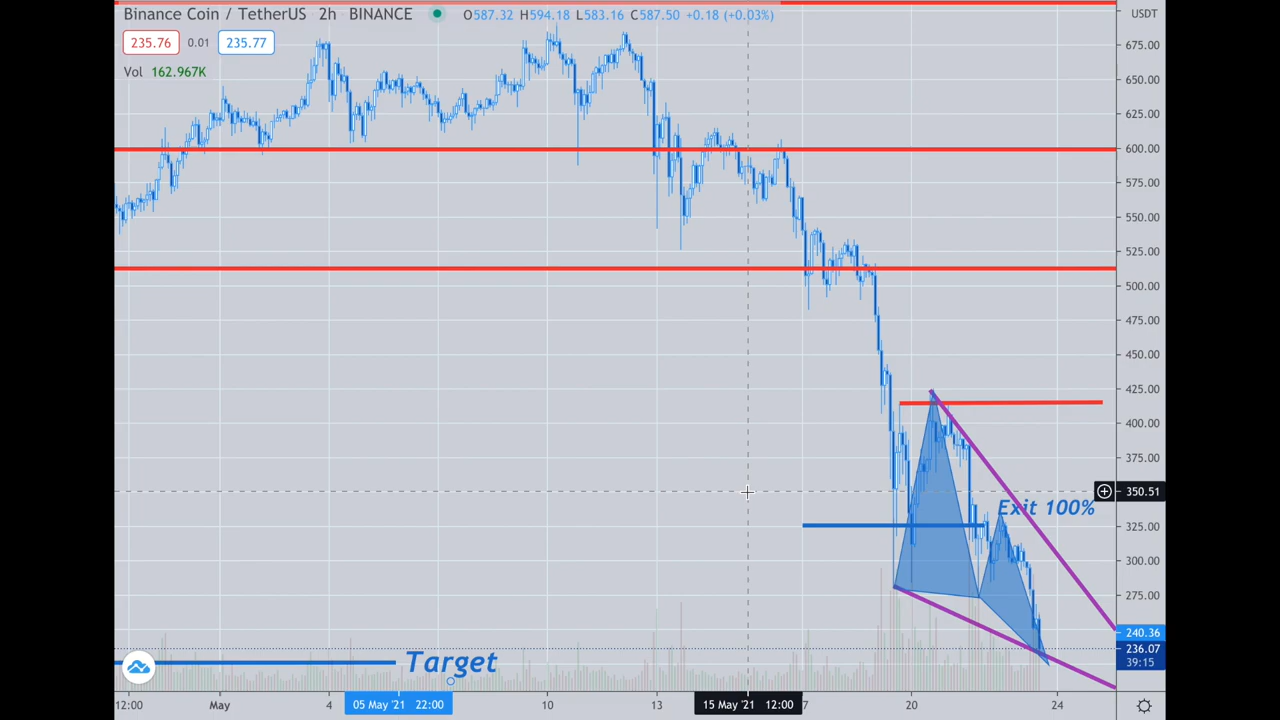 Binance Coin / TetherUS 2h BINANCE O587.32 H594.18 L583.16 C587.50 +0.18 (+0.03%)
USDT
235.76 0.01 235.77
Vol 162.967K
675.00
650.00
625.00
600.00
575.00
550.00
525.00
500.00
475.00
450.00
425.00
400.00
375.00
350.51
Exit 100%
325.00
300.00
275.00
240.36
236.07
39:15
Target
12:00 May 4 05 May '21 22:00 10 13 15 May '21 12:00 7 20 24